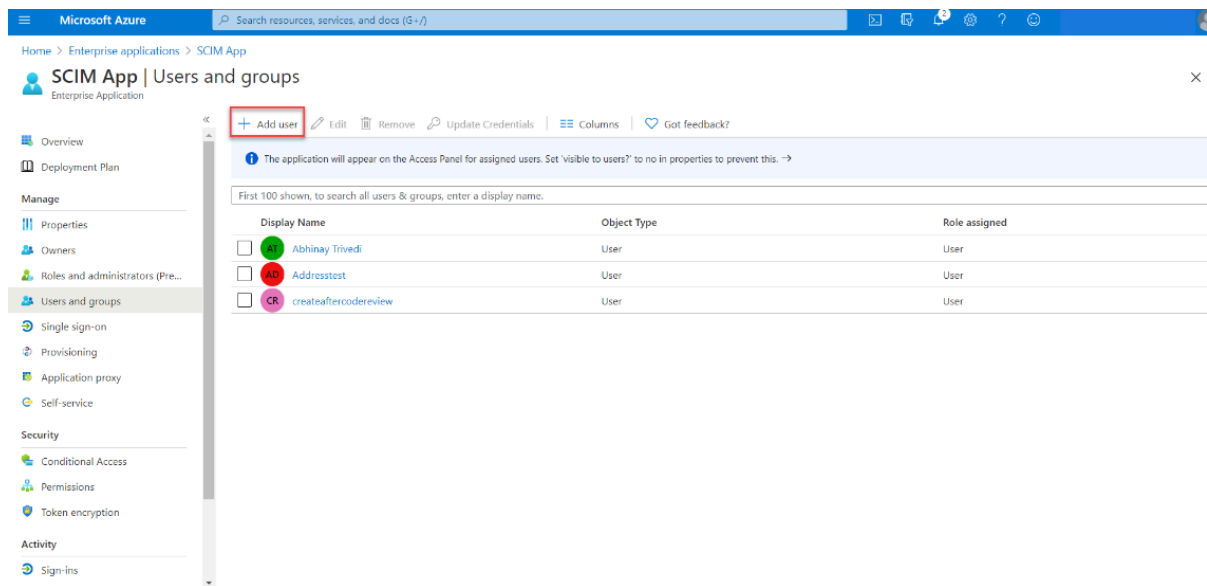 Microsoft Azure
Search resources, services, and docs (G+/)
2
Home > Enterprise applications > SCIM App
SCIM App | Users and groups
Enterprise Application
Overview
Deployment Plan
Manage
Properties
Owners
Roles and administrators (Pre...
Users and groups
Single sign-on
Provisioning
Application proxy
Self-service
Security
Conditional Access
Permissions
Token encryption
Activity
Sign-ins
+ Add user Edit Remove Update Credentials Columns Got feedback?
The application will appear on the Access Panel for assigned users. Set 'visible to users?' to no in properties to prevent this. →
First 100 shown, to search all users & groups, enter a display name.
Display Name Object Type Role assigned
AT Abhinay Trivedi User User
AD Addresstest User User
CR createaftercodereview User User